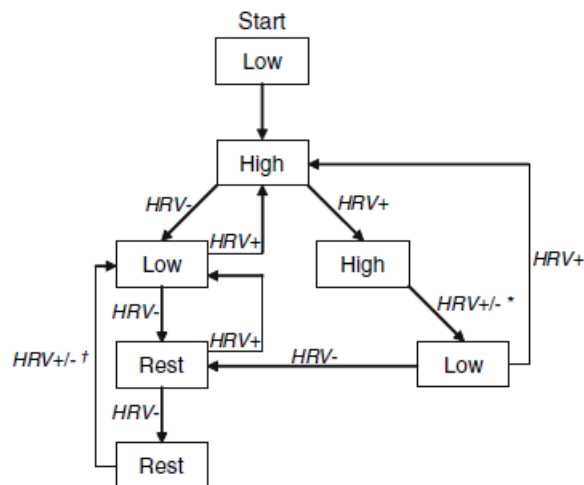 Start
Low
High
HRV-
HRV+
Low
HRV+
High
HRV+
HRV-
HRV+
HRV+/- *
HRV+/- †
Rest
HRV-
Low
HRV-
Rest